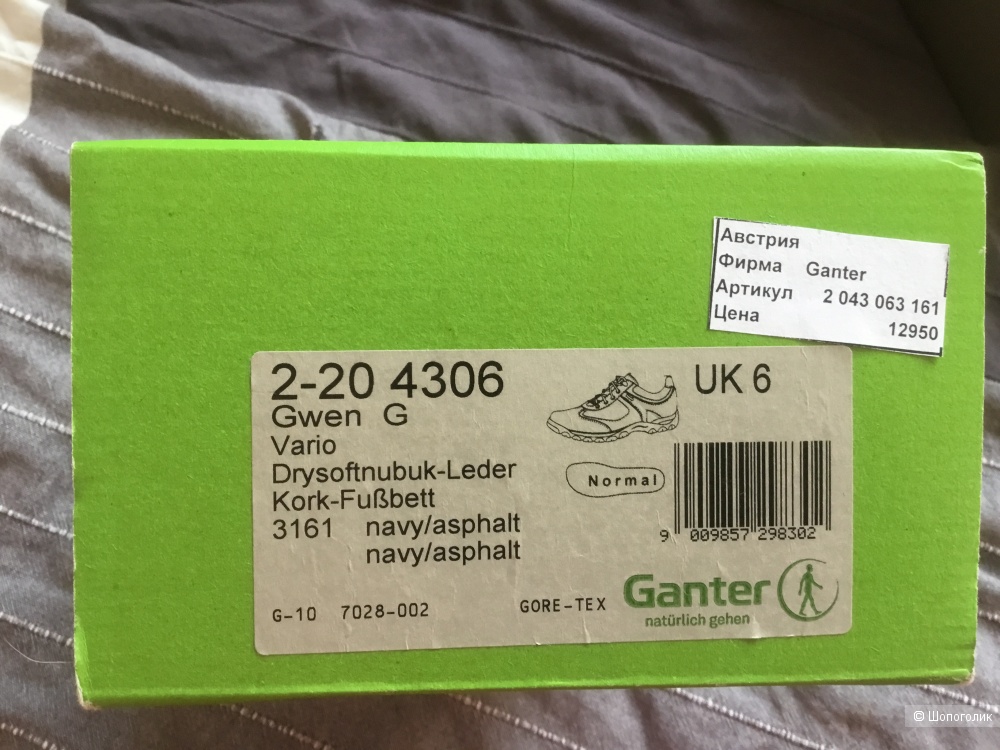 Австрия
Фирма Ganter
Артикул 2 043 063 161
Цена 12950
2-20 4306
UK 6
Gwen G
Vario
Drysoftnubuk-Leder
Kork-Fußbett
3161 navy/asphalt
navy/asphalt
Normal
9 009857 298302
G-10 7028-002
GORE-TEX
Ganter
natürlich gehen
© Шопоголик